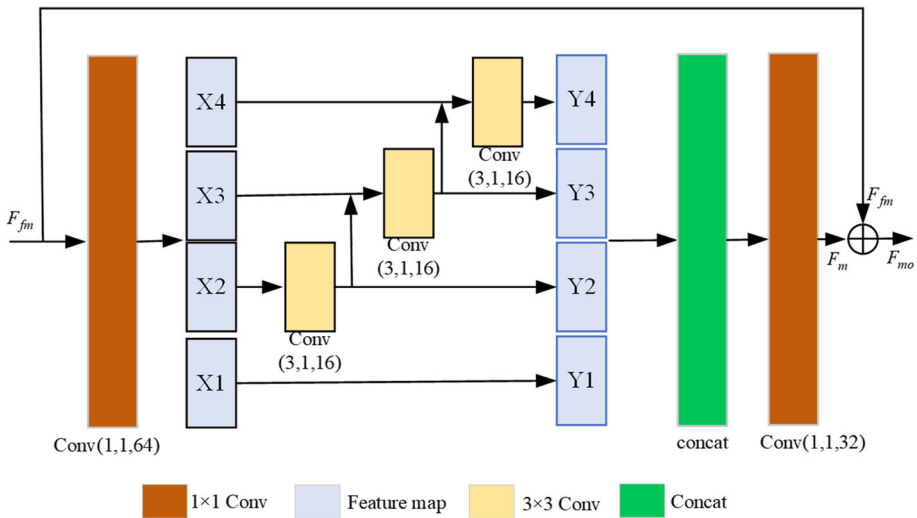 X4
Y4
Conv
(3,1,16)
X3
Y3
F_fm
F_fm
Conv
(3,1,16)
X2
Y2
F_m
F_mo
Conv
(3,1,16)
X1
Y1
Conv(1,1,64)
concat
Conv(1,1,32)
1×1 Conv
Feature map
3×3 Conv
Concat